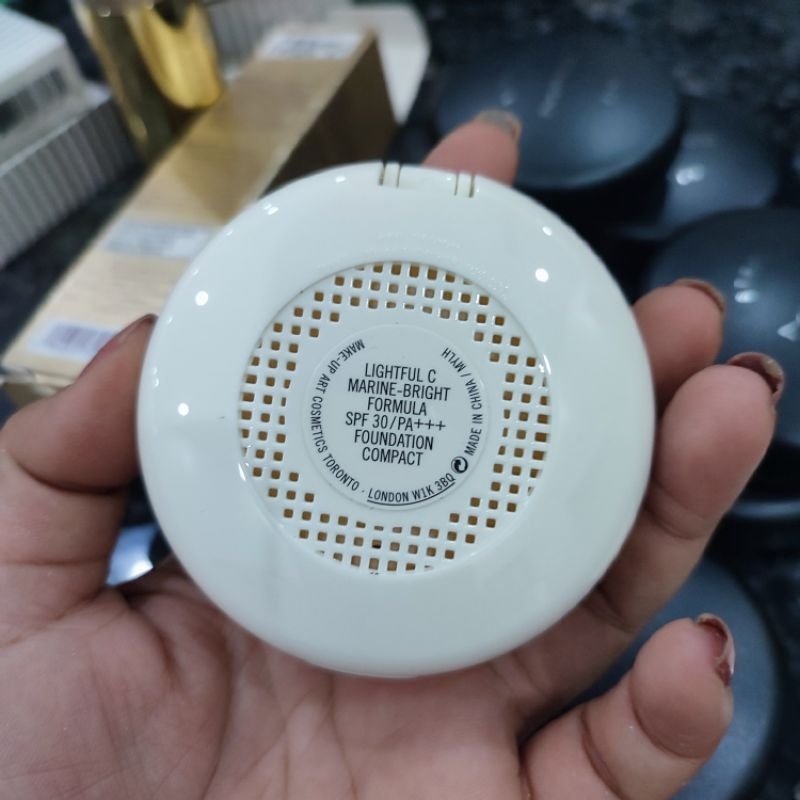 LIGHTFUL C
MARINE-BRIGHT
FORMULA
SPF 30/PA+++
FOUNDATION
COMPACT
MAKE-UP ART COSMETICS TORONTO · LONDON W1K 3BQ
MADE IN CHINA / MYLH